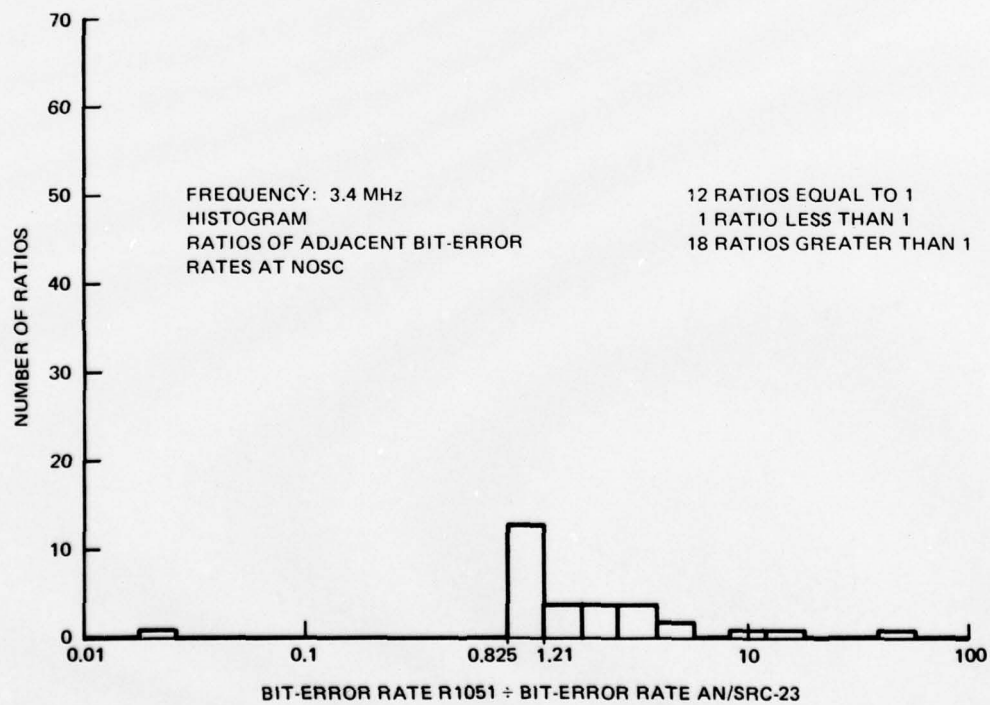 70
60
50
40
30
20
10
0
NUMBER OF RATIOS
FREQUENCY: 3.4 MHz
HISTOGRAM
RATIOS OF ADJACENT BIT-ERROR
RATES AT NOSC
12 RATIOS EQUAL TO 1
1 RATIO LESS THAN 1
18 RATIOS GREATER THAN 1
0.01 0.1 0.825 1.21 10 100
BIT-ERROR RATE R1051 ÷ BIT-ERROR RATE AN/SRC-23